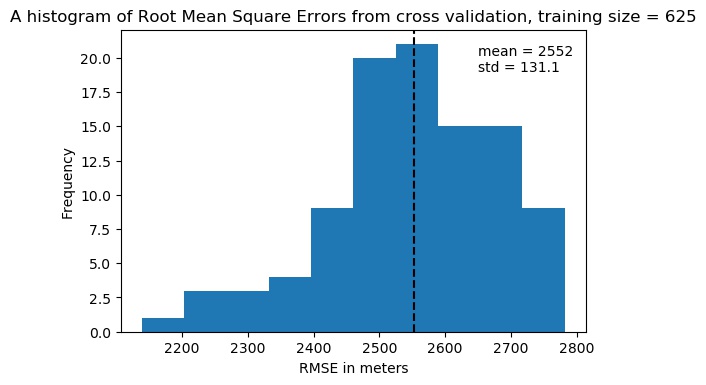 A histogram of Root Mean Square Errors from cross validation, training size = 625
mean = 2552
std = 131.1
20.0
17.5
15.0
12.5
10.0
7.5
5.0
2.5
0.0
Frequency
2200 2300 2400 2500 2600 2700 2800
RMSE in meters